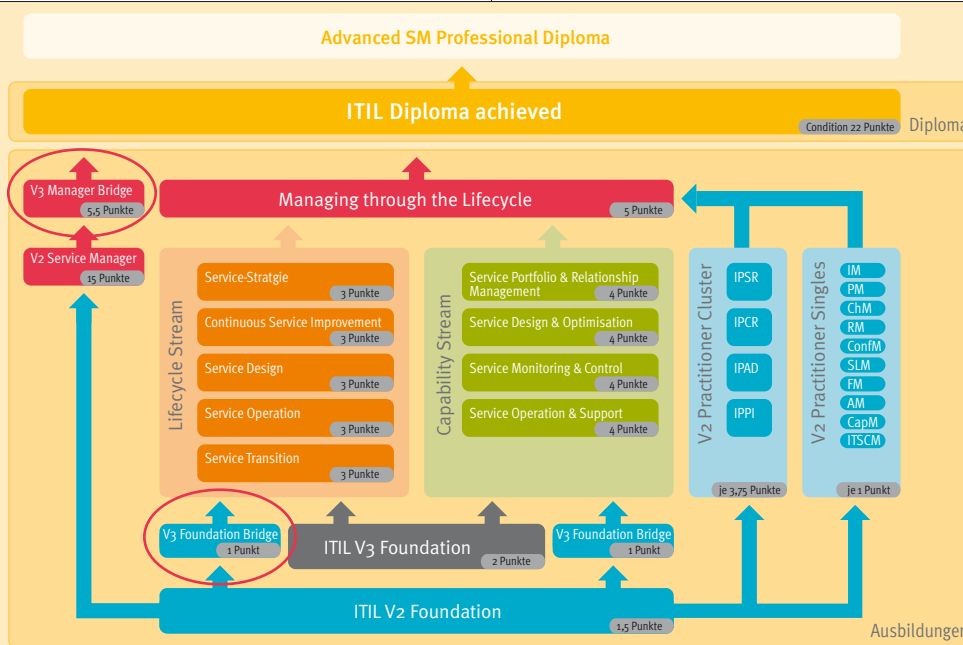 Advanced SM Professional Diploma
ITIL Diploma achieved
Condition 22 Punkte
Diploma
V3 Manager Bridge
5,5 Punkte
Managing through the Lifecycle
5 Punkte
V2 Service Manager
15 Punkte
Lifecycle Stream
Service-Stratgie
3 Punkte
Continuous Service Improvement
3 Punkte
Service Design
3 Punkte
Service Operation
3 Punkte
Service Transition
3 Punkte
Capability Stream
Service Portfolio & Relationship
Management
4 Punkte
Service Design & Optimisation
4 Punkte
Service Monitoring & Control
4 Punkte
Service Operation & Support
4 Punkte
V2 Practitioner Cluster
IPSR
IPCR
IPAD
IPPI
je 3,75 Punkte
V2 Practitioner Singles
IM
PM
ChM
RM
ConfM
SLM
FM
AM
CapM
ITSCM
je 1 Punkt
V3 Foundation Bridge
1 Punkt
ITIL V3 Foundation
2 Punkte
V3 Foundation Bridge
1 Punkt
ITIL V2 Foundation
1,5 Punkte
Ausbildungen